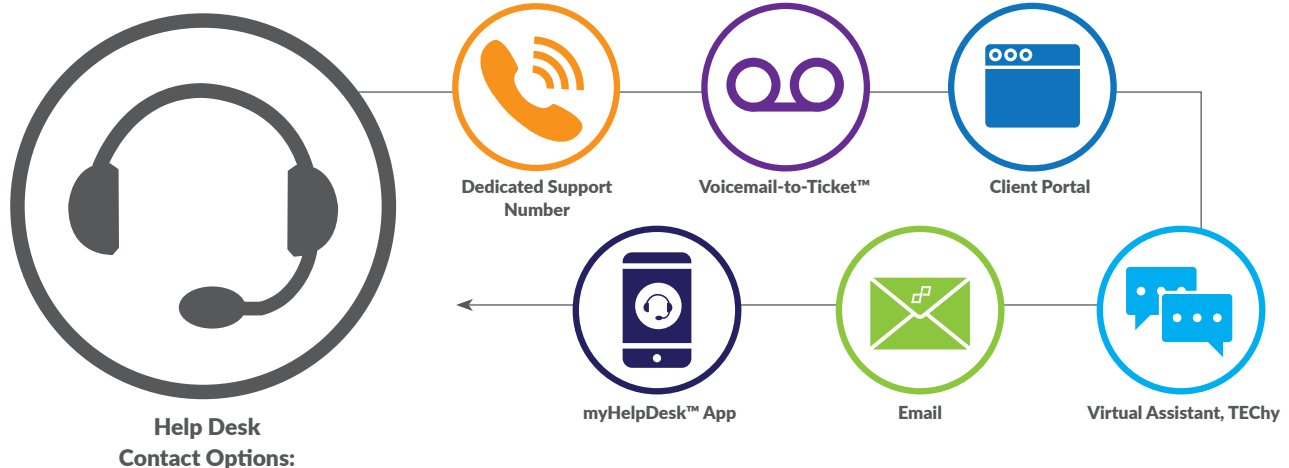 Dedicated Support
Number
Voicemail-to-Ticket™
Client Portal
myHelpDesk™ App
Email
Virtual Assistant, TEChy
Help Desk
Contact Options: